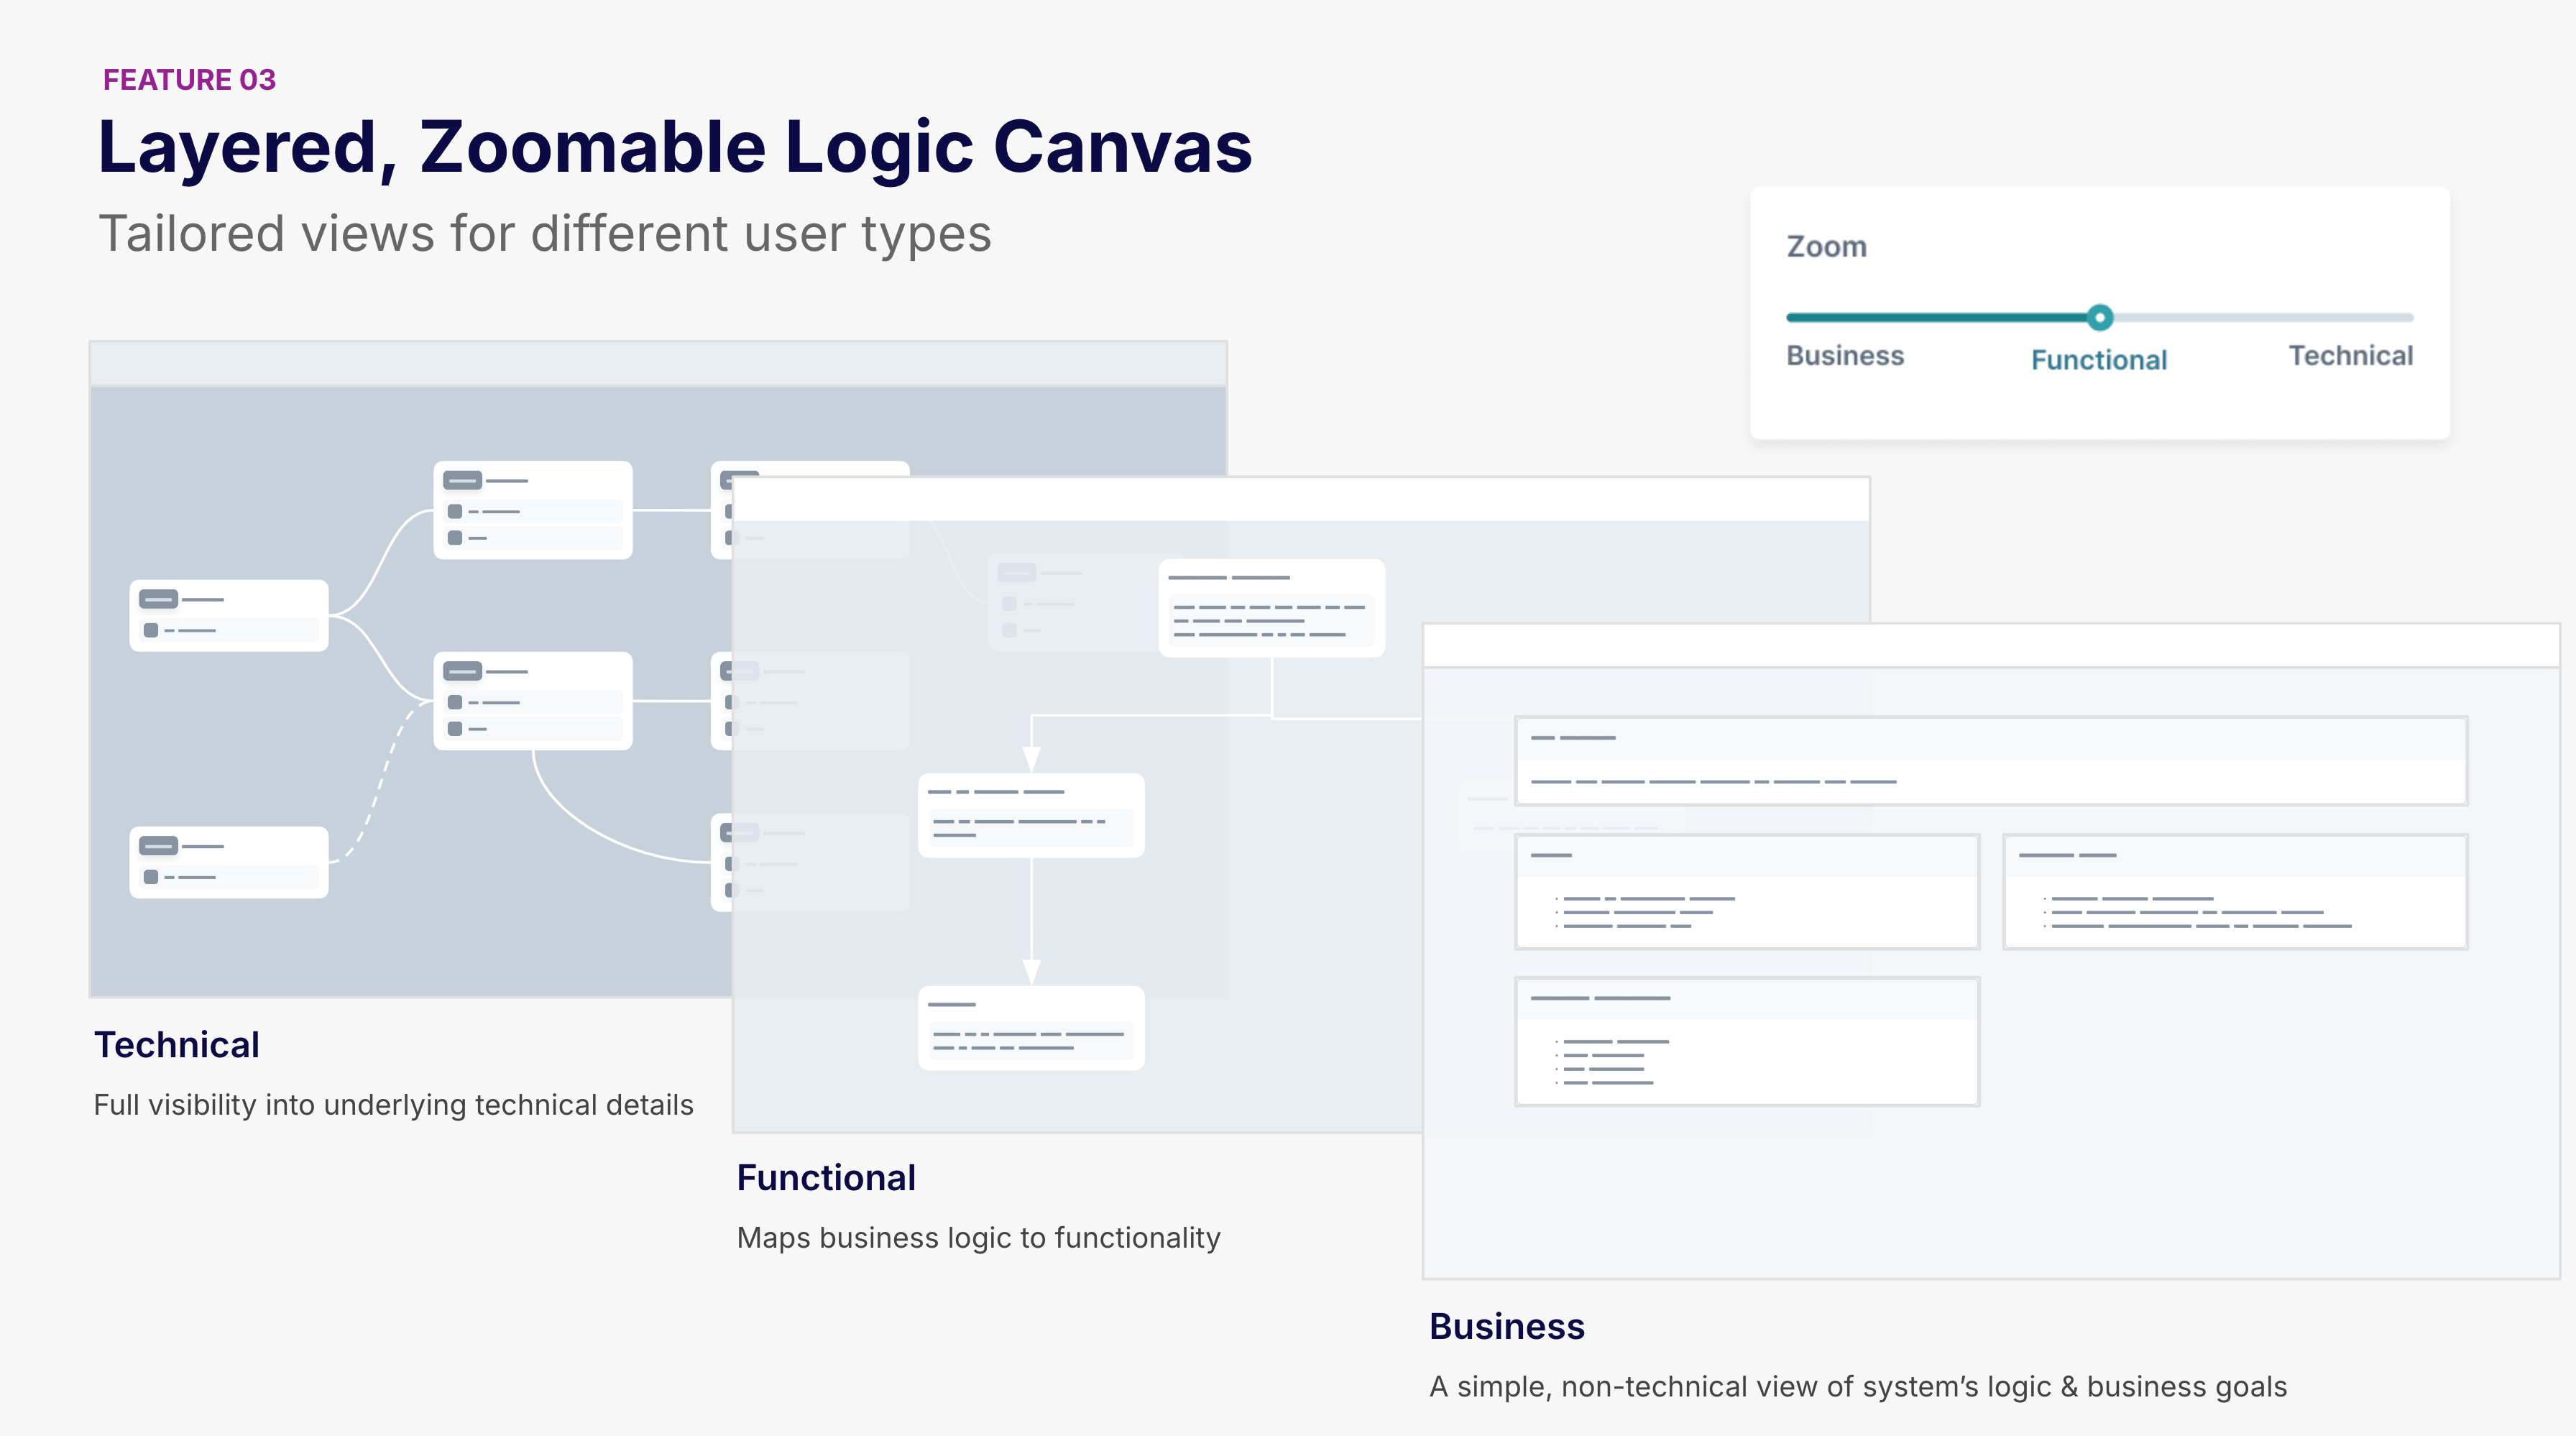 FEATURE 03
Layered, Zoomable Logic Canvas
Tailored views for different user types
Zoom
Business
Functional
Technical
Technical
Full visibility into underlying technical details
Functional
Maps business logic to functionality
Business
A simple, non-technical view of system’s logic & business goals